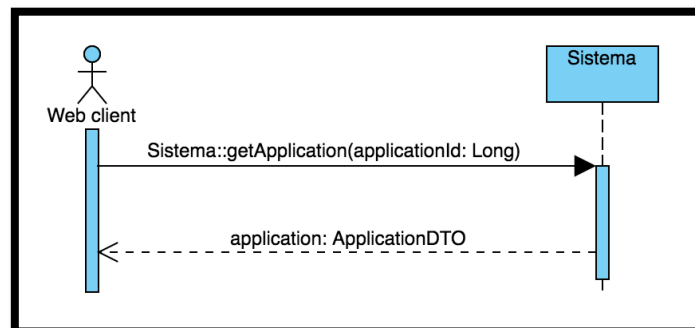 Sistema
Web client
Sistema::getApplication(applicationId: Long)
application: ApplicationDTO